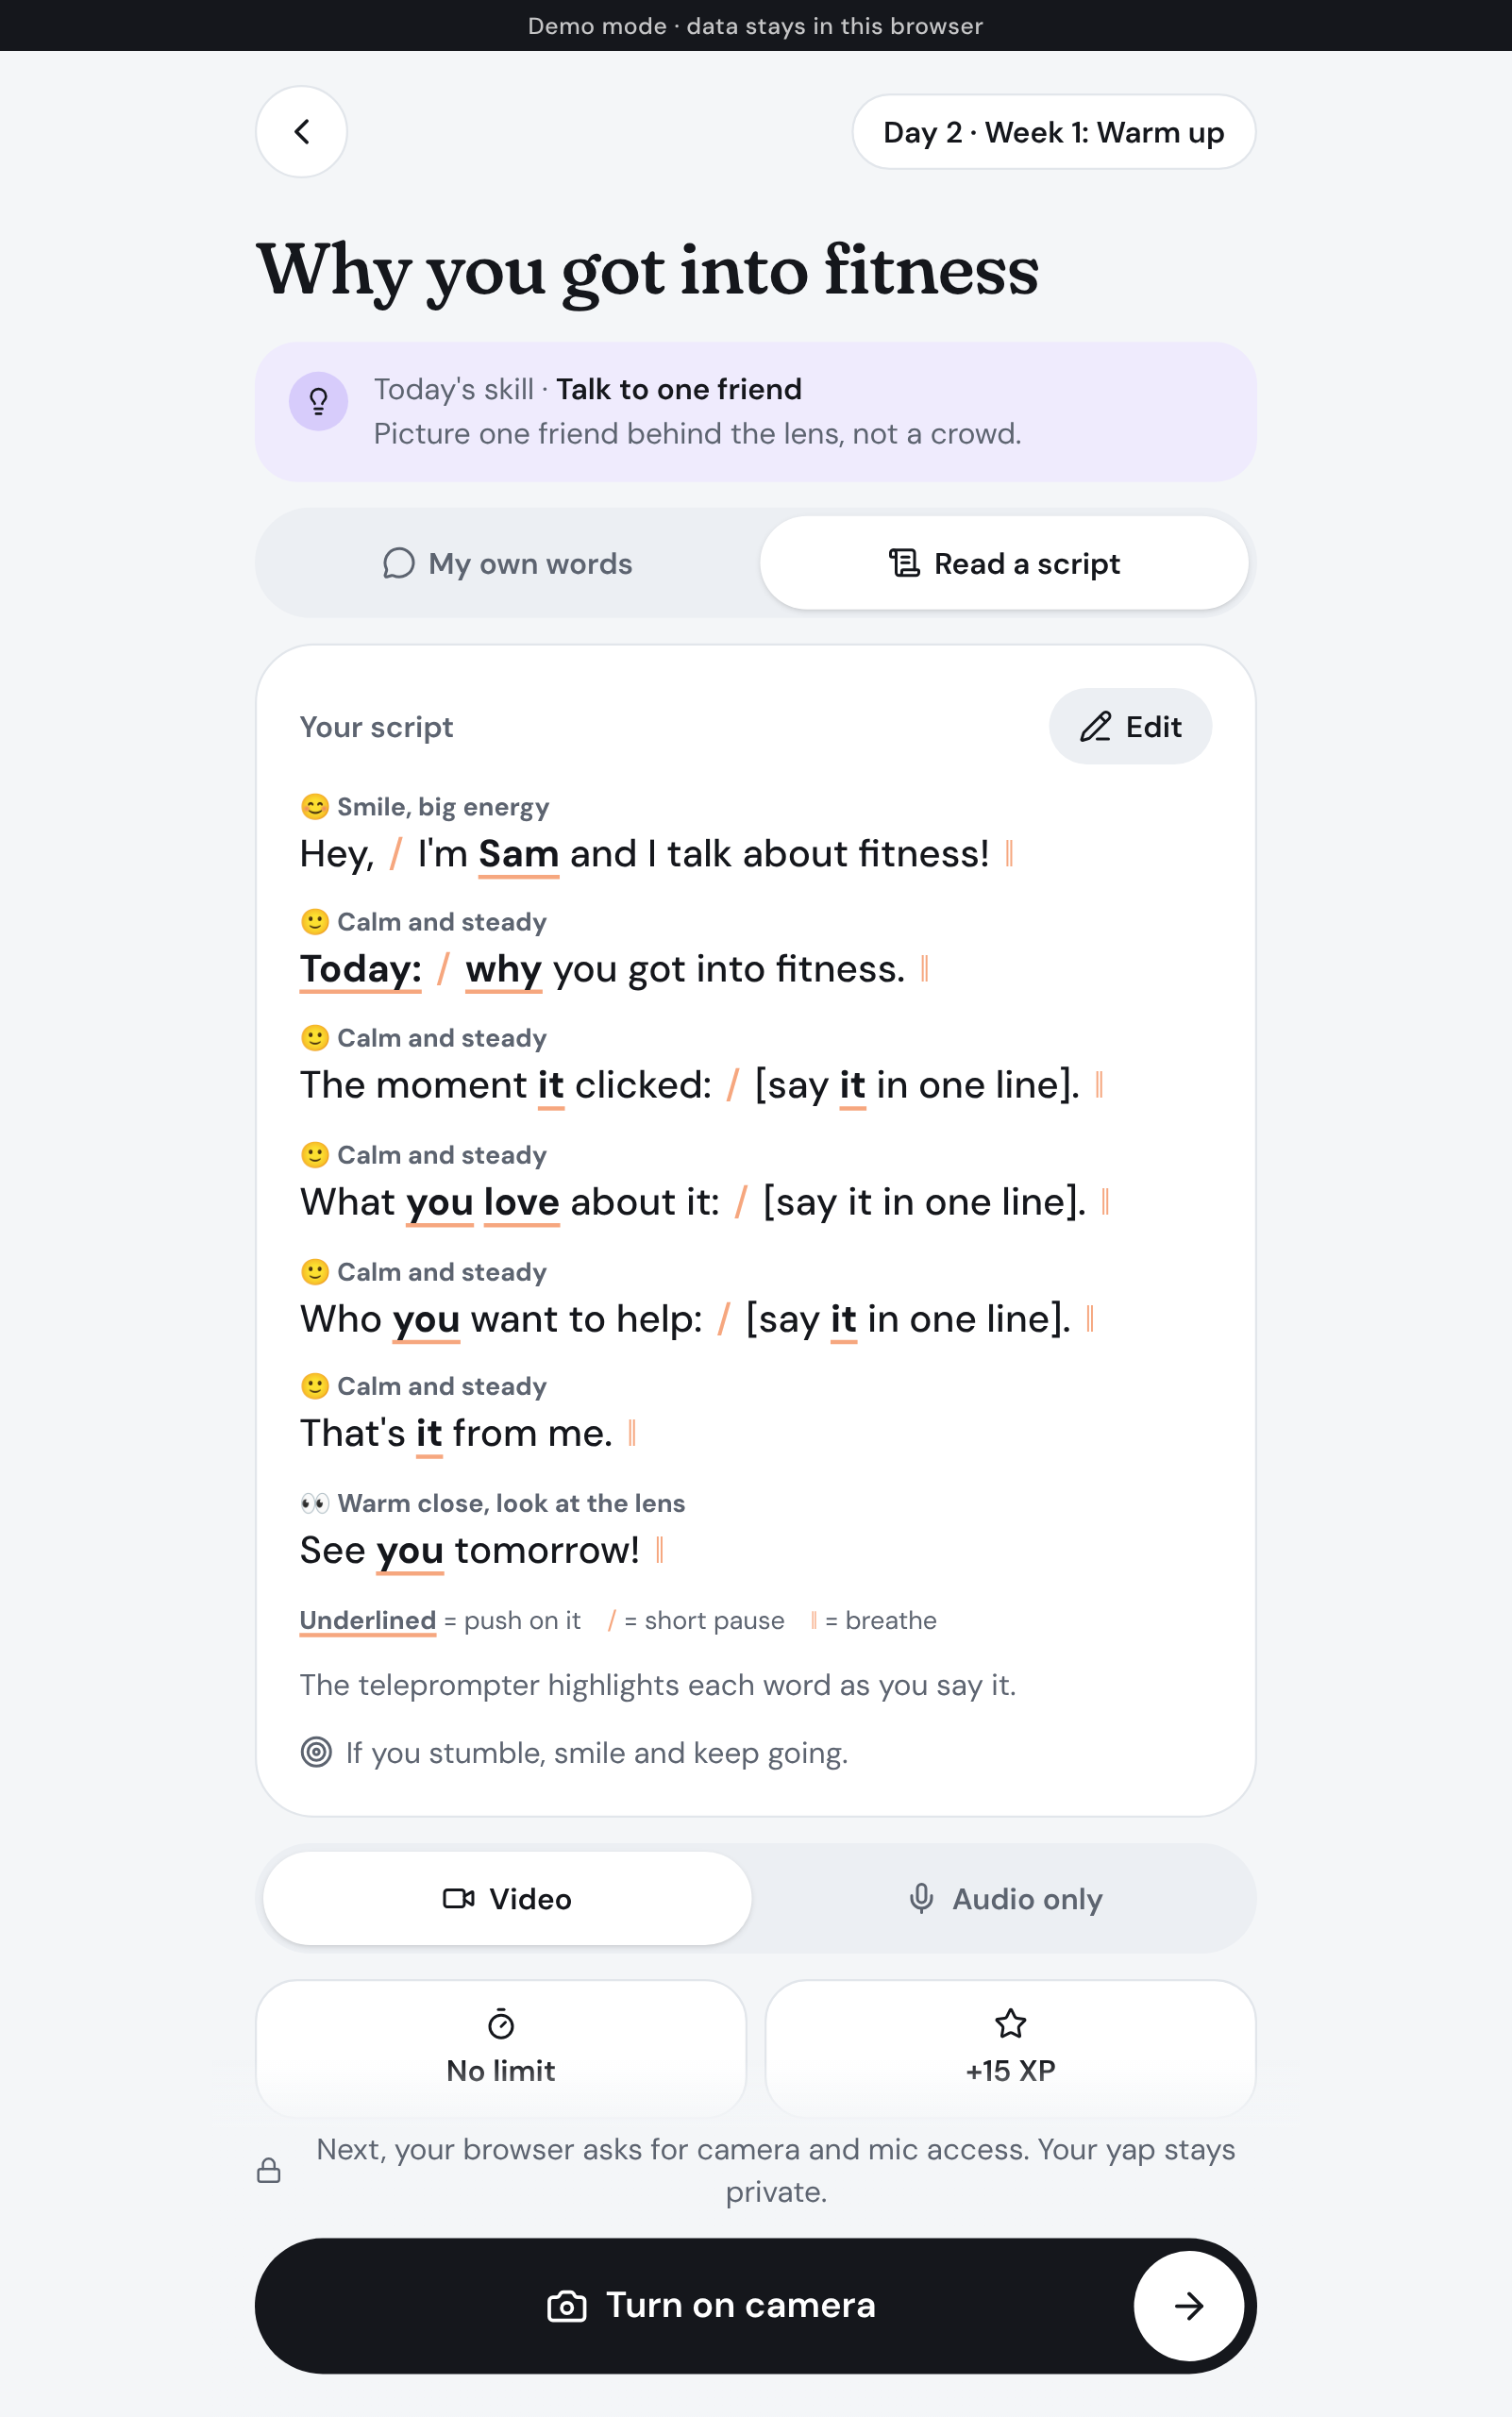 Demo mode · data stays in this browser
Day 2 · Week 1: Warm up
Why you got into fitness
Today's skill · Talk to one friend
Picture one friend behind the lens, not a crowd.
My own words
Read a script
Your script
Edit
😊 Smile, big energy
Hey, / I'm Sam and I talk about fitness! ‖
🙂 Calm and steady
Today: / why you got into fitness. ‖
🙂 Calm and steady
The moment it clicked: / [say it in one line]. ‖
🙂 Calm and steady
What you love about it: / [say it in one line]. ‖
🙂 Calm and steady
Who you want to help: / [say it in one line]. ‖
🙂 Calm and steady
That's it from me. ‖
👀 Warm close, look at the lens
See you tomorrow! ‖
Underlined = push on it / = short pause ‖ = breathe
The teleprompter highlights each word as you say it.
If you stumble, smile and keep going.
Video
Audio only
No limit
+15 XP
Next, your browser asks for camera and mic access. Your yap stays
private.
Turn on camera